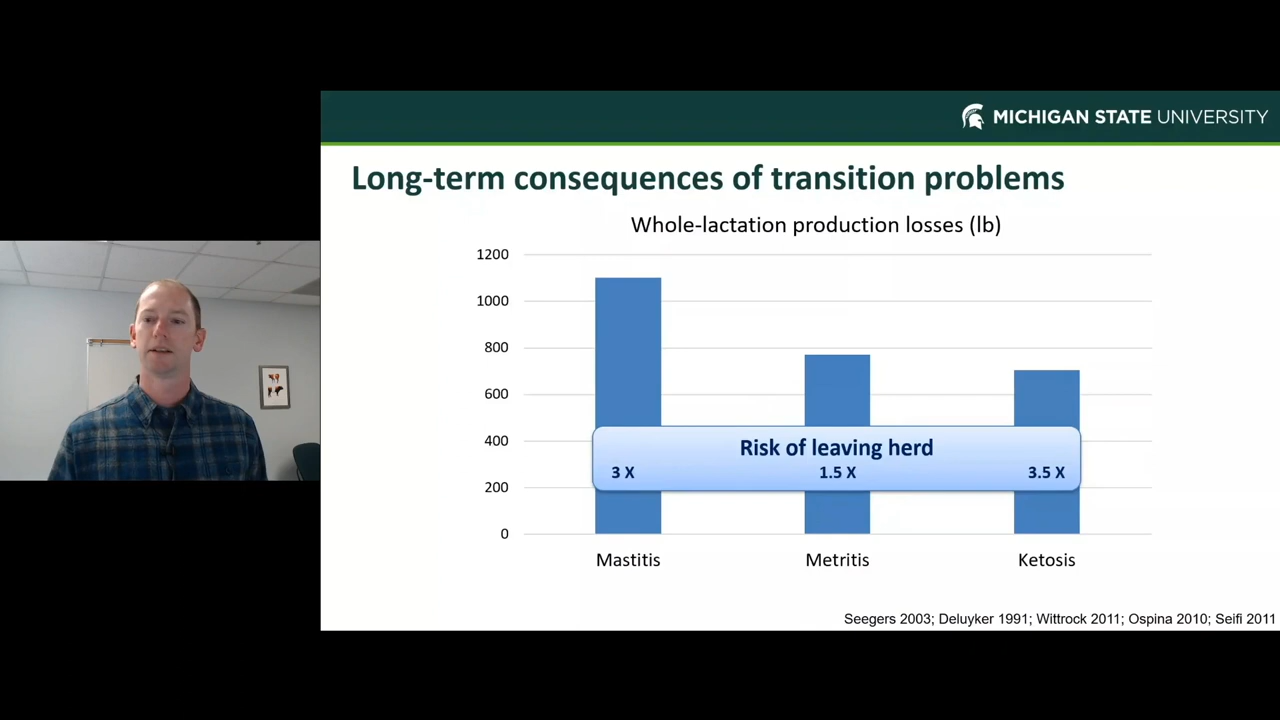 MICHIGAN STATE UNIVERSITY
Long-term consequences of transition problems
Whole-lactation production losses (lb)
1200
1000
800
600
400
200
0
Risk of leaving herd
3 X 1.5 X 3.5 X
Mastitis Metritis Ketosis
Seegers 2003; Deluyker 1991; Wittrock 2011; Ospina 2010; Seifi 2011